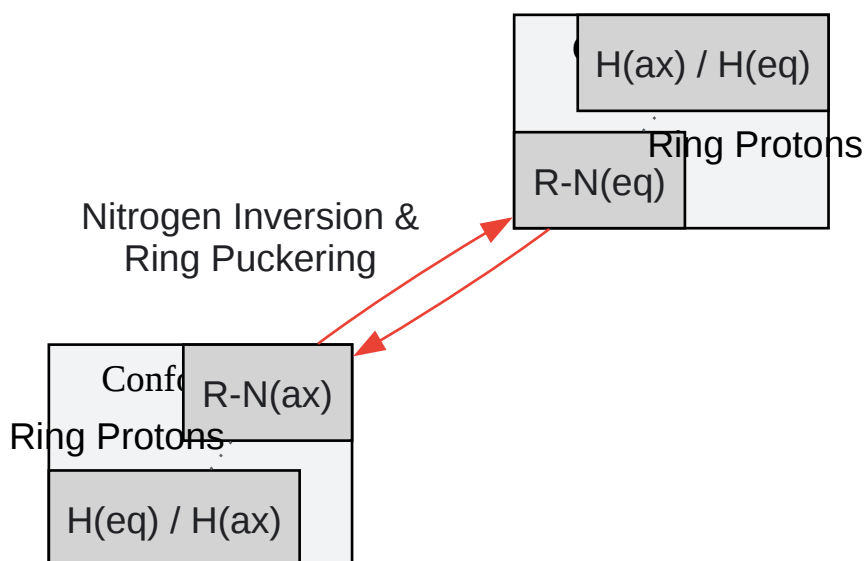 H(ax) / H(eq)
Ring Protons
R-N(eq)
Nitrogen Inversion &
Ring Puckering
R-N(ax)
Ring Protons
H(eq) / H(ax)